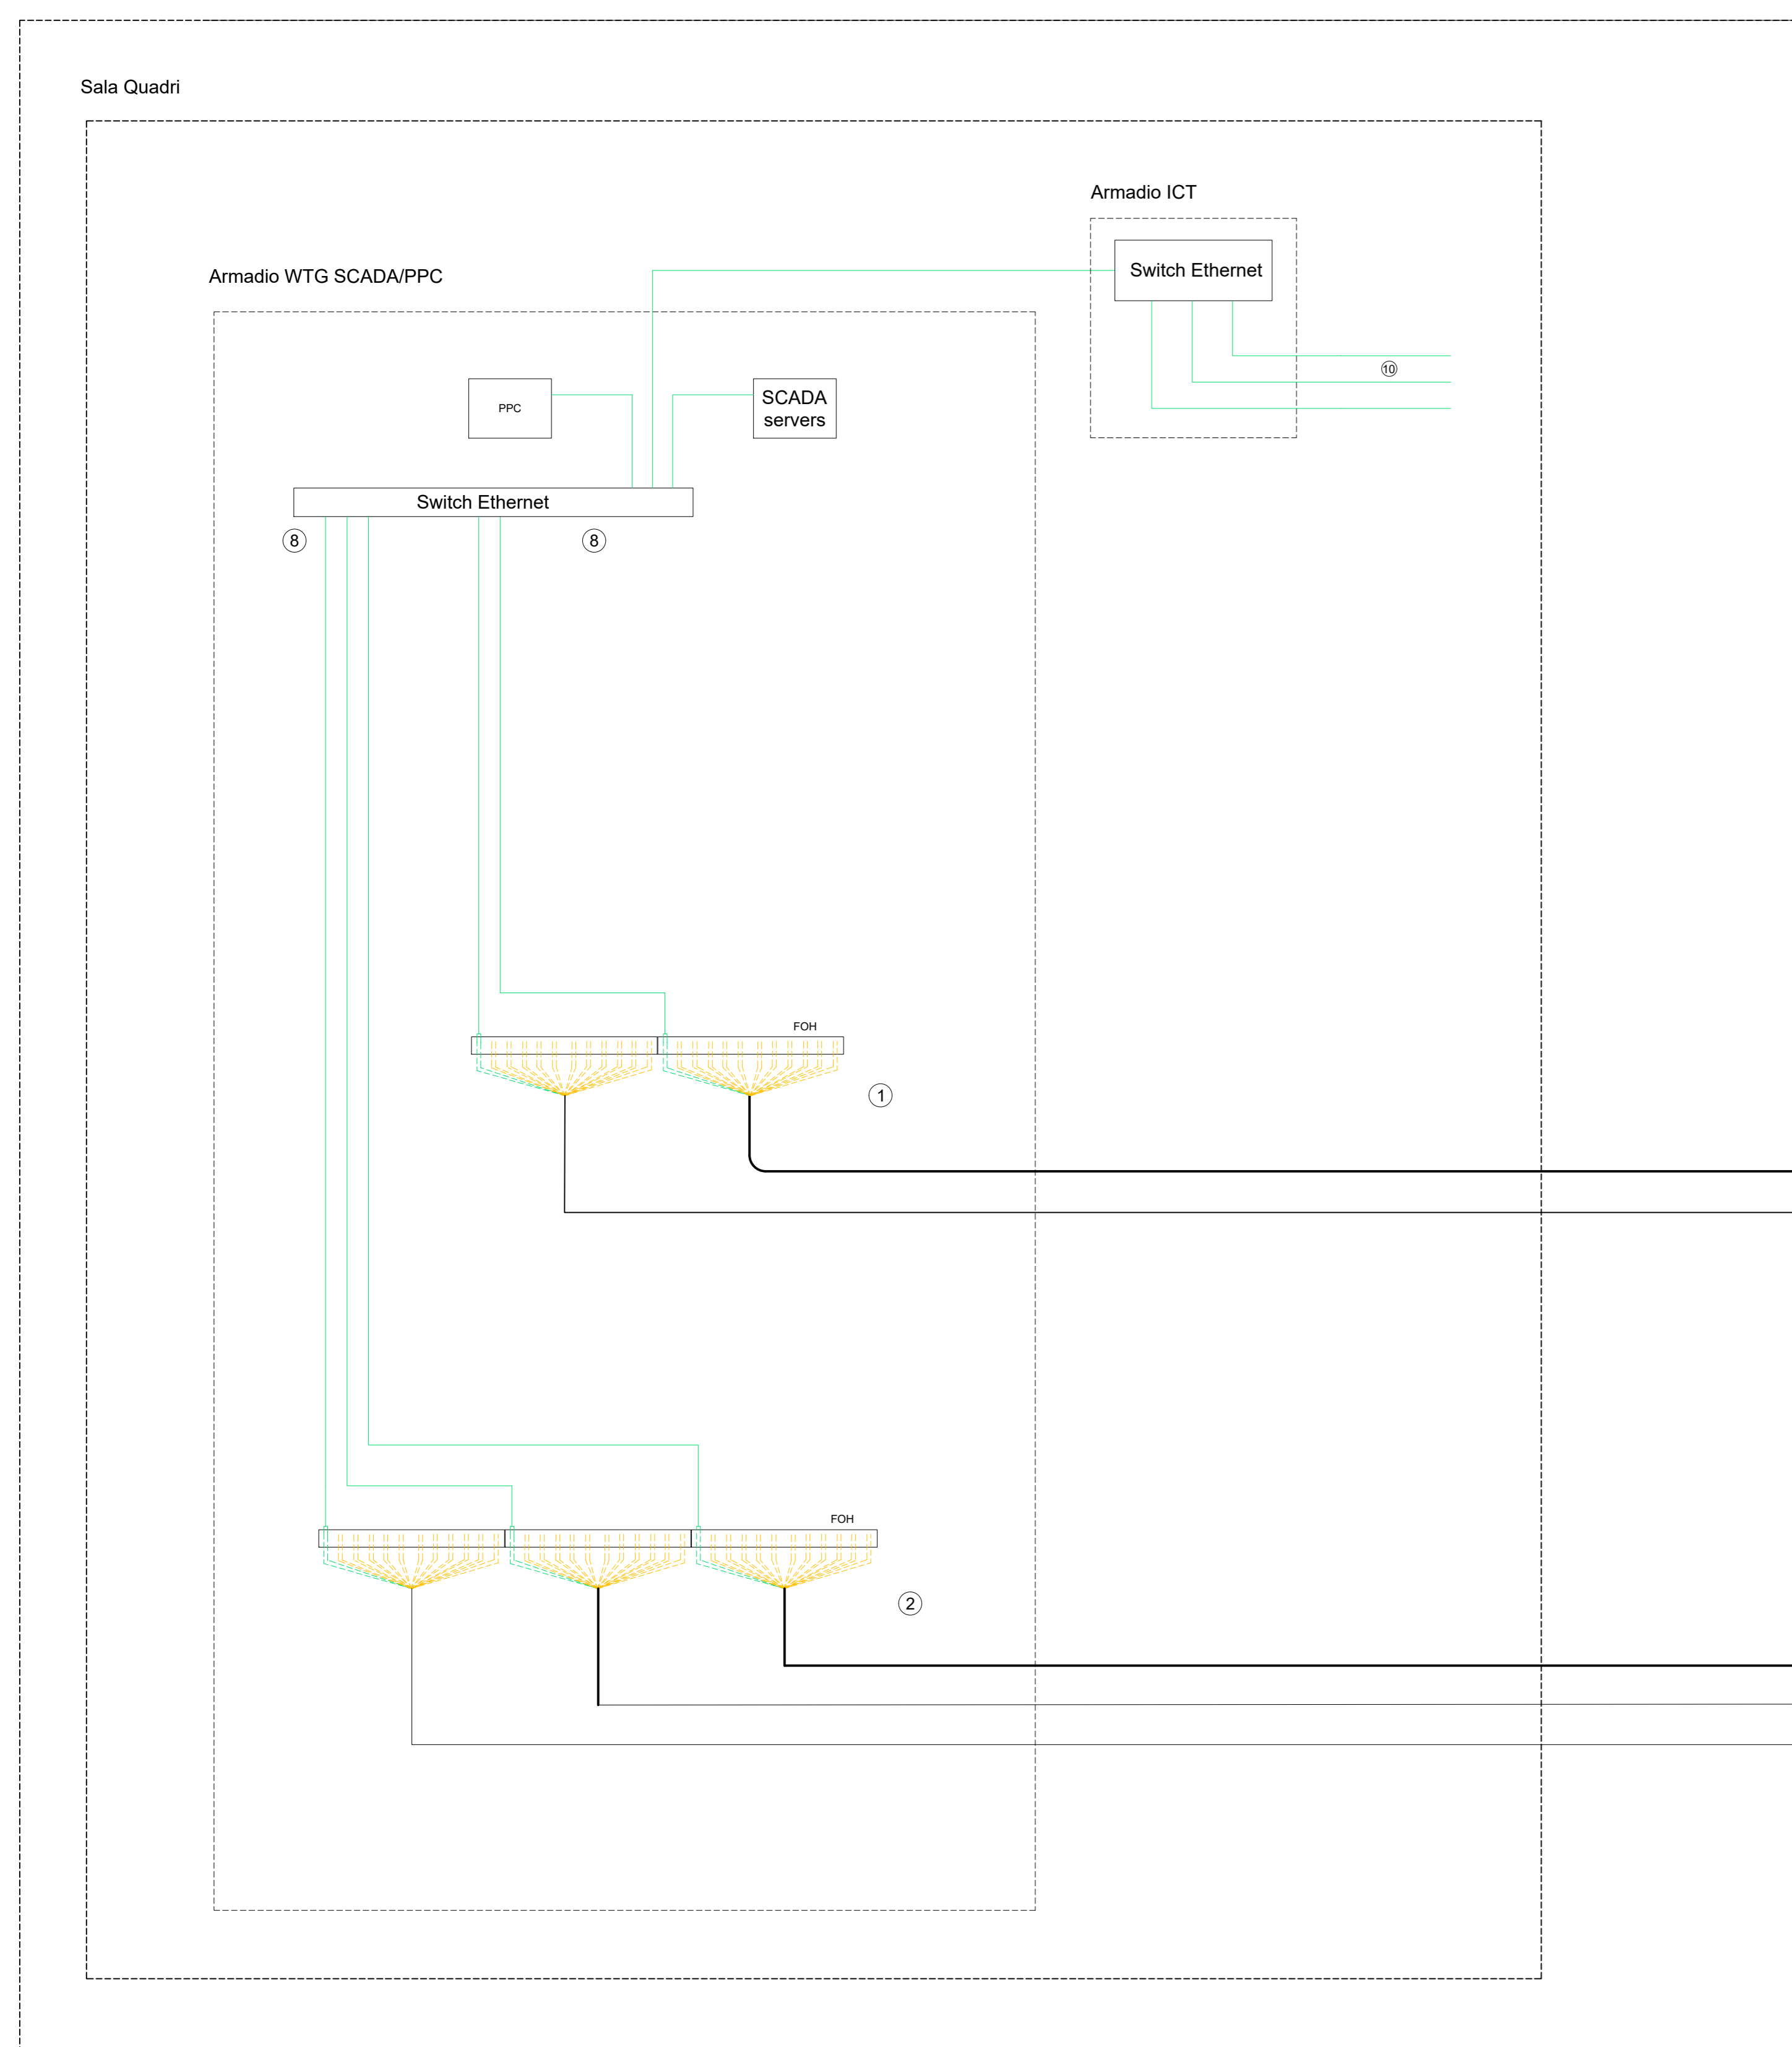 Sala Quadri
Armadio ICT
Switch Ethernet
Armadio WTG SCADA/PPC
10
PPC
SCADA
servers
Switch Ethernet
8
8
FOH
1
FOH
2